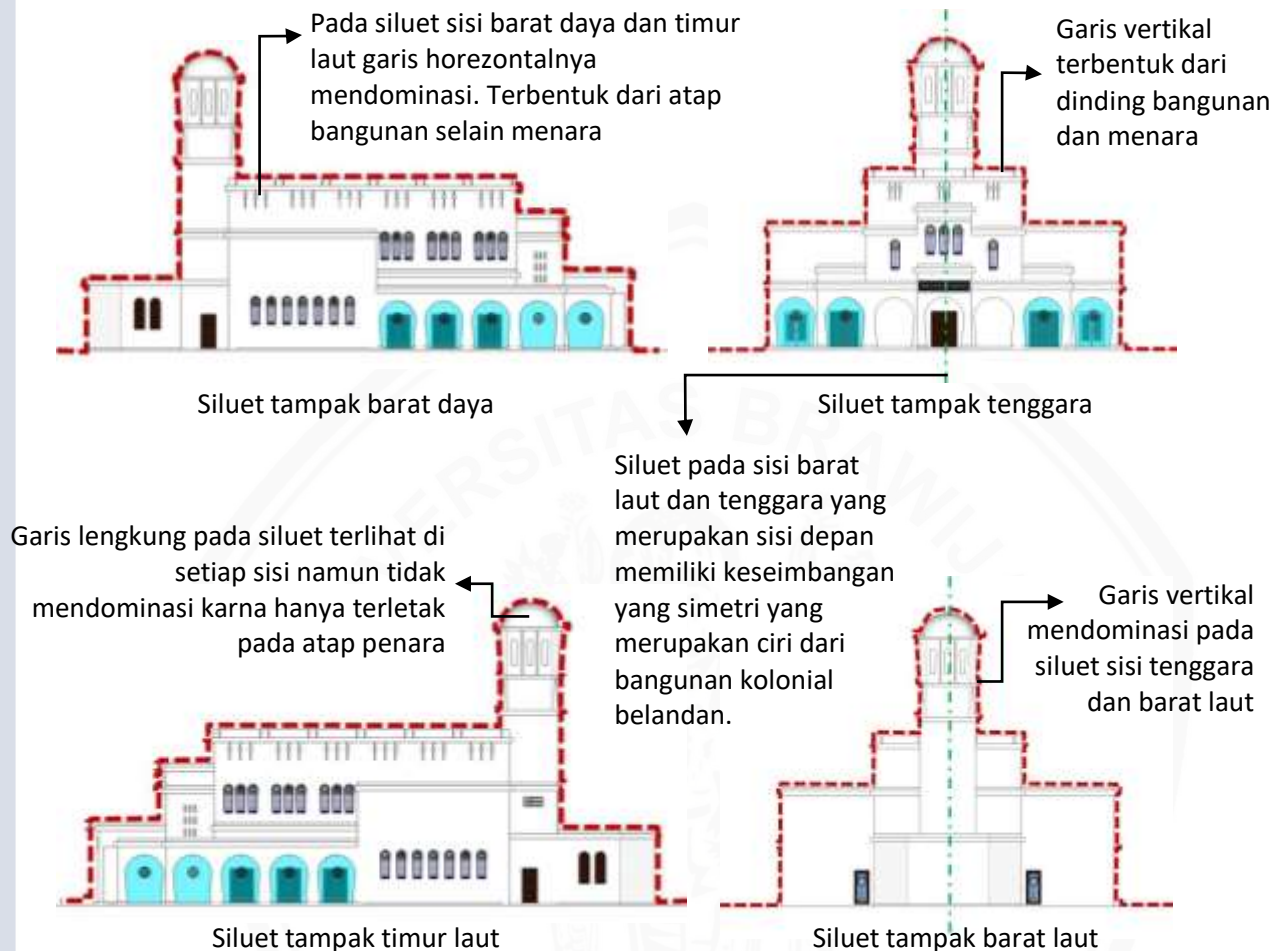 Pada siluet sisi barat daya dan timur
laut garis horezontalnya
mendominasi. Terbentuk dari atap
bangunan selain menara
Garis vertikal
terbentuk dari
dinding bangunan
dan menara
Siluet tampak barat daya
Siluet tampak tenggara
Siluet pada sisi barat
laut dan tenggara yang
merupakan sisi depan
memiliki keseimbangan
yang simetri yang
merupakan ciri dari
bangunan kolonial
belandan.
Garis lengkung pada siluet terlihat di
setiap sisi namun tidak
mendominasi karna hanya terletak
pada atap penara
Garis vertikal
mendominasi pada
siluet sisi tenggara
dan barat laut
Siluet tampak timur laut
Siluet tampak barat laut